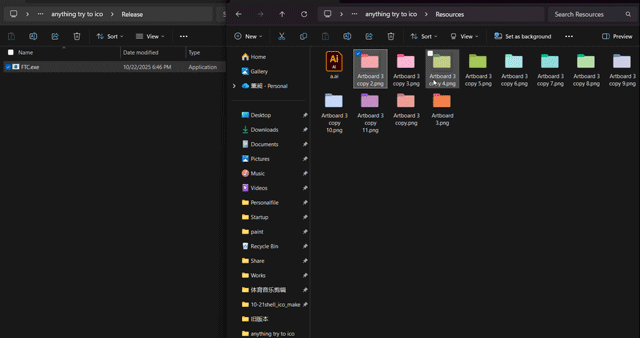 anything try to ico > Release
Sort
View
Name
Date modified
Type
FTC.exe
10/22/2025 6:46 PM
Application
anything try to ico > Resources
Search Resources
New
Sort
View
Set as background
Preview
Home
Gallery
Personal
Desktop
Downloads
Documents
Pictures
Music
Videos
Personalfile
Startup
paint
Recycle Bin
Share
Works
体育音乐剪辑
10-21shell_ico_make
旧版本
anything try to ico
Ai
a.ai
Artboard 3
copy 2.png
Artboard 3
copy 3.png
Artboard 3
copy 4.png
Artboard 3
copy 5.png
Artboard 3
copy 6.png
Artboard 3
copy 7.png
Artboard 3
copy 8.png
Artboard 3
copy 9.png
Artboard 3
copy
10.png
Artboard 3
copy
11.png
Artboard 3
copy.png
Artboard
3.png